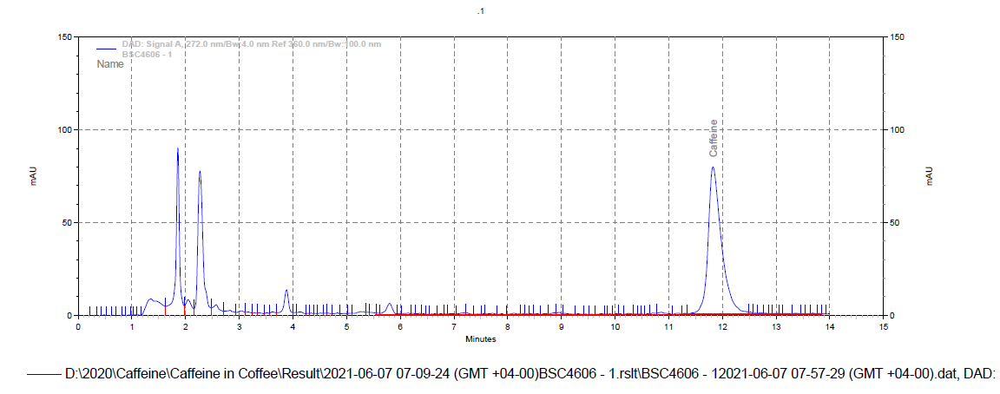 .1
DAD: Signal A, 272.0 nm/Bw:4.0 nm Ref 360.0 nm/Bw:100.0 nm
BSC4606 - 1
Name
150
100
50
0
mAU
Caffeine
150
100
50
0
mAU
0 1 2 3 4 5 6 7 8 9 10 11 12 13 14 15
Minutes
D:\2020\Caffeine\Caffeine in Coffee\Result\2021-06-07 07-09-24 (GMT +04-00)BSC4606 - 1.rslt\BSC4606 - 12021-06-07 07-57-29 (GMT +04-00).dat, DAD: